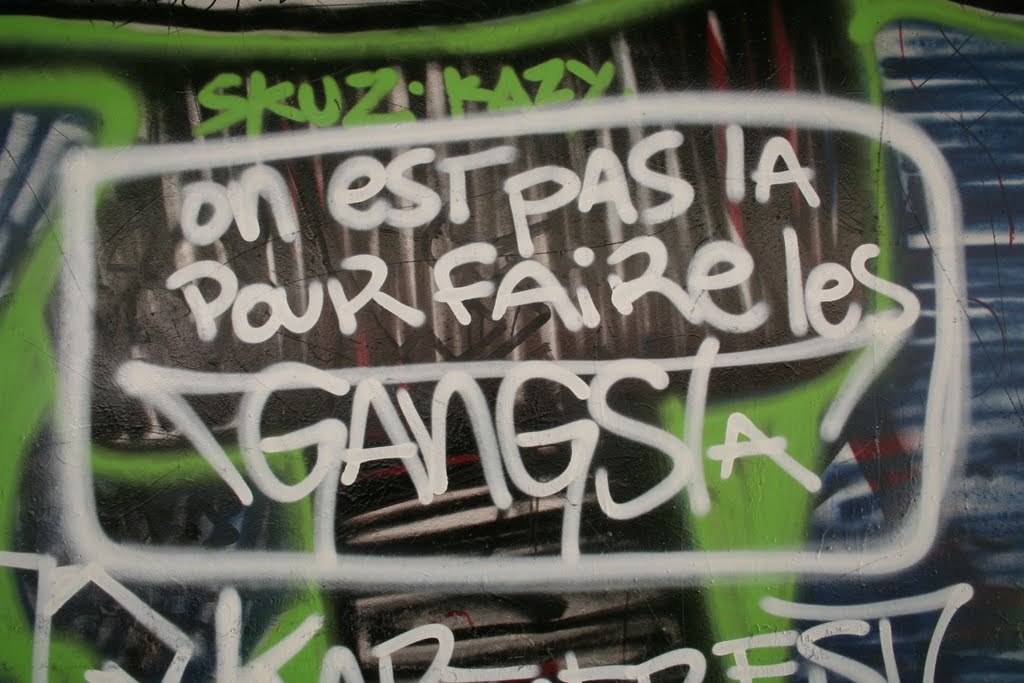 SKUZ. KAZY.
on est pAS lA
Pour FAiRe les
GANGSTA